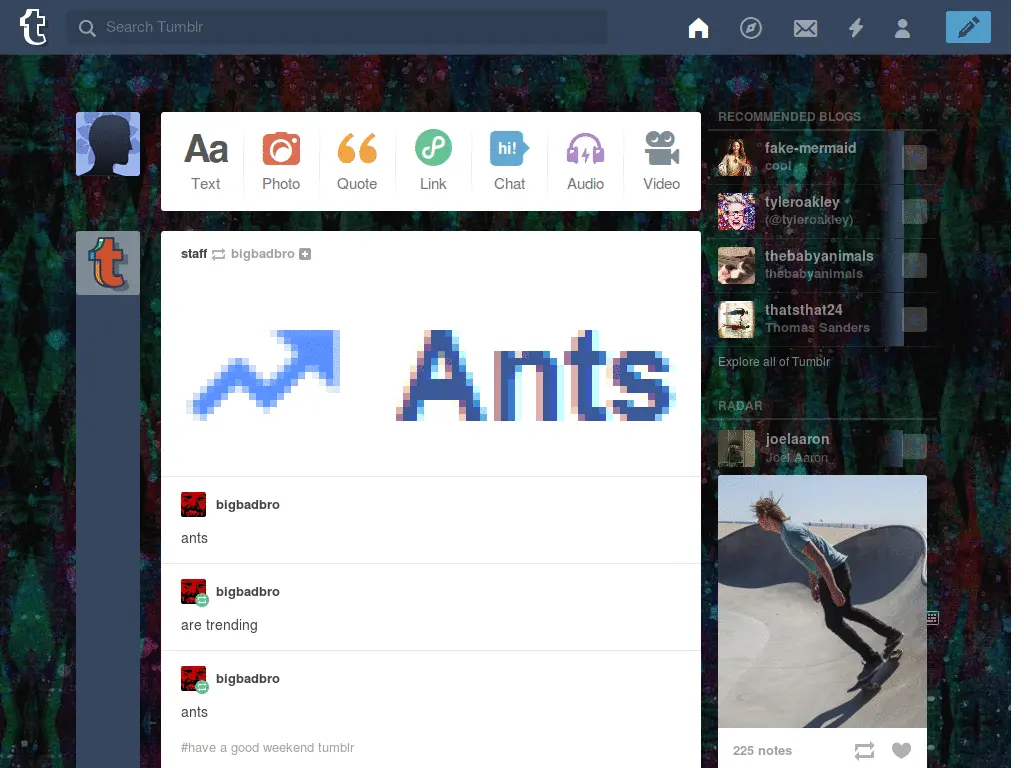 Search Tumblr
Aa
hi!
Text
Photo
Quote
Link
Chat
Audio
Video
staff bigbadbro
Ants
bigbadbro
ants
bigbadbro
are trending
bigbadbro
ants
#have a good weekend tumblr
RECOMMENDED BLOGS
fake-mermaid
cool
tyleroakley
(@tyleroakley)
thebabyanimals
thebabyanimals
thatsthat24
Thomas Sanders
Explore all of Tumblr
RADAR
joelaaron
Joel Aaron
225 notes